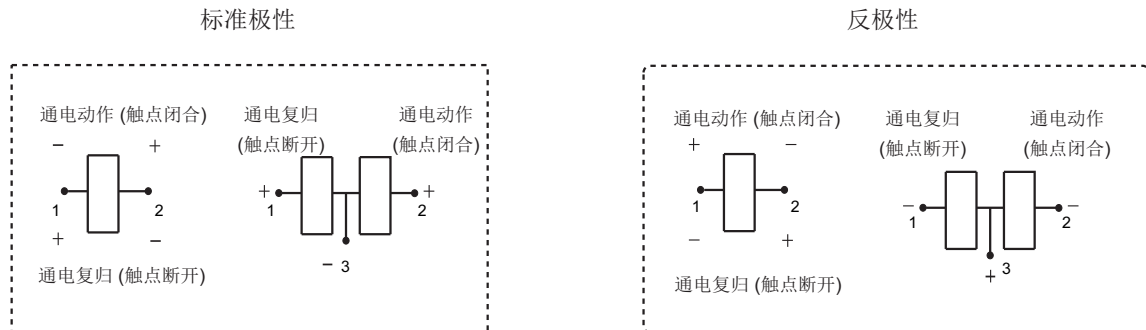 标准极性
通电动作 (触点闭合)
− +
1 2
+ −
通电复归 (触点断开)
通电复归
(触点断开)
通电动作
(触点闭合)
+ +
1 2
− 3
反极性
通电动作 (触点闭合)
+ −
1 2
− +
通电复归 (触点断开)
通电复归
(触点断开)
通电动作
(触点闭合)
− −
1 2
3
+